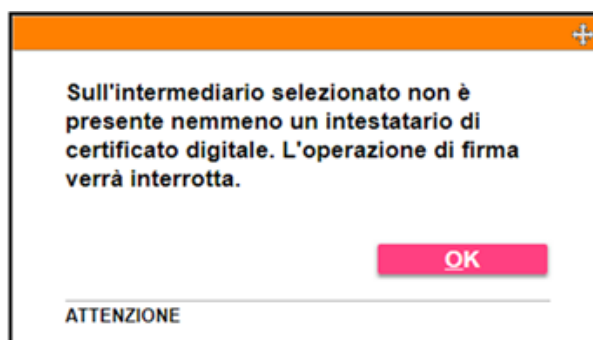 Sull'intermediario selezionato non è
presente nemmeno un intestatario di
certificato digitale. L'operazione di firma
verrà interrotta.
OK
ATTENZIONE